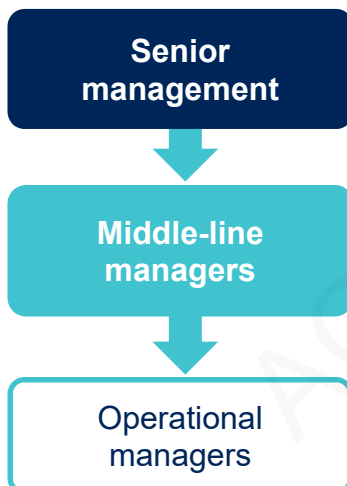 Senior
management
Middle-line
managers
Operational
managers